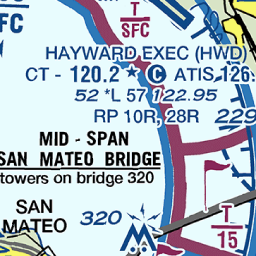 FC
T
SFC
HAYWARD EXEC (HWD)
CT - 120.2 * C ATIS 126.
52 *L 57 122.95
RP 10R, 28R 229
MID - SPAN
SAN MATEO BRIDGE
towers on bridge 320
SAN
MATEO
320
T
15